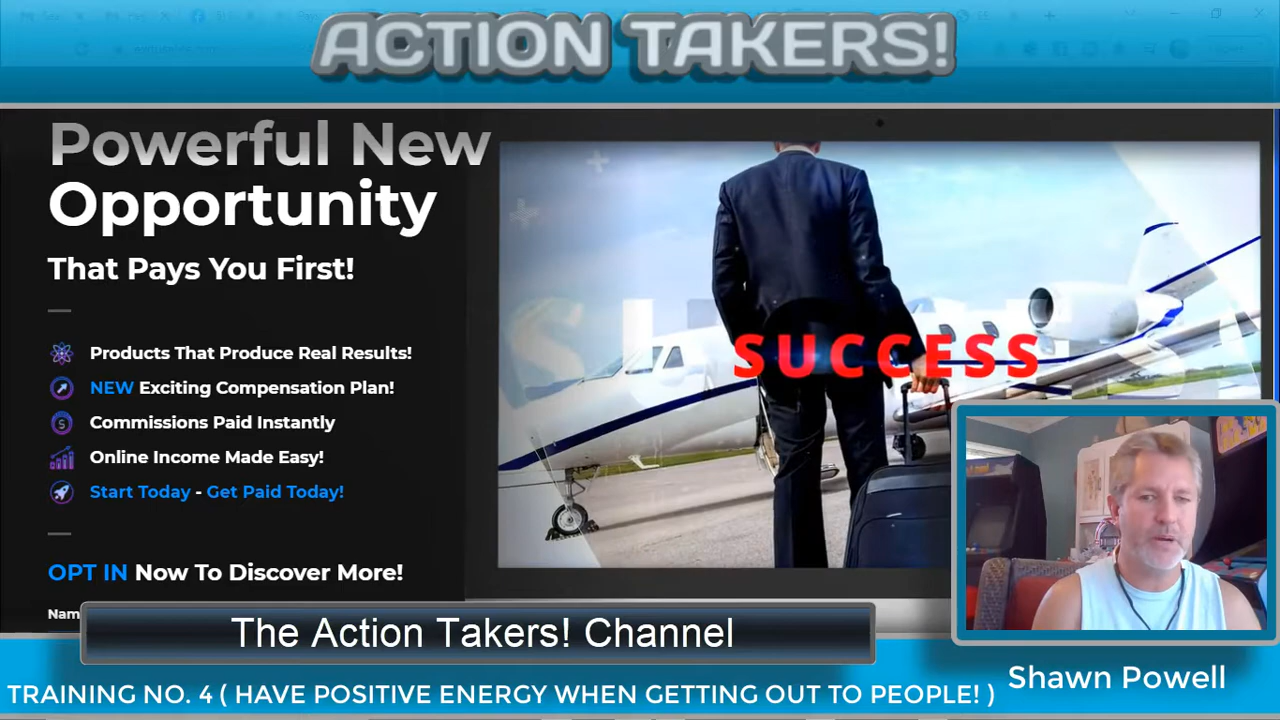 ACTION TAKERS!
Powerful New
Opportunity
That Pays You First!
Products That Produce Real Results!
NEW Exciting Compensation Plan!
Commissions Paid Instantly
Online Income Made Easy!
Start Today - Get Paid Today!
OPT IN Now To Discover More!
Nam
SUCCESS
The Action Takers! Channel
Shawn Powell
TRAINING NO. 4 ( HAVE POSITIVE ENERGY WHEN GETTING OUT TO PEOPLE! )